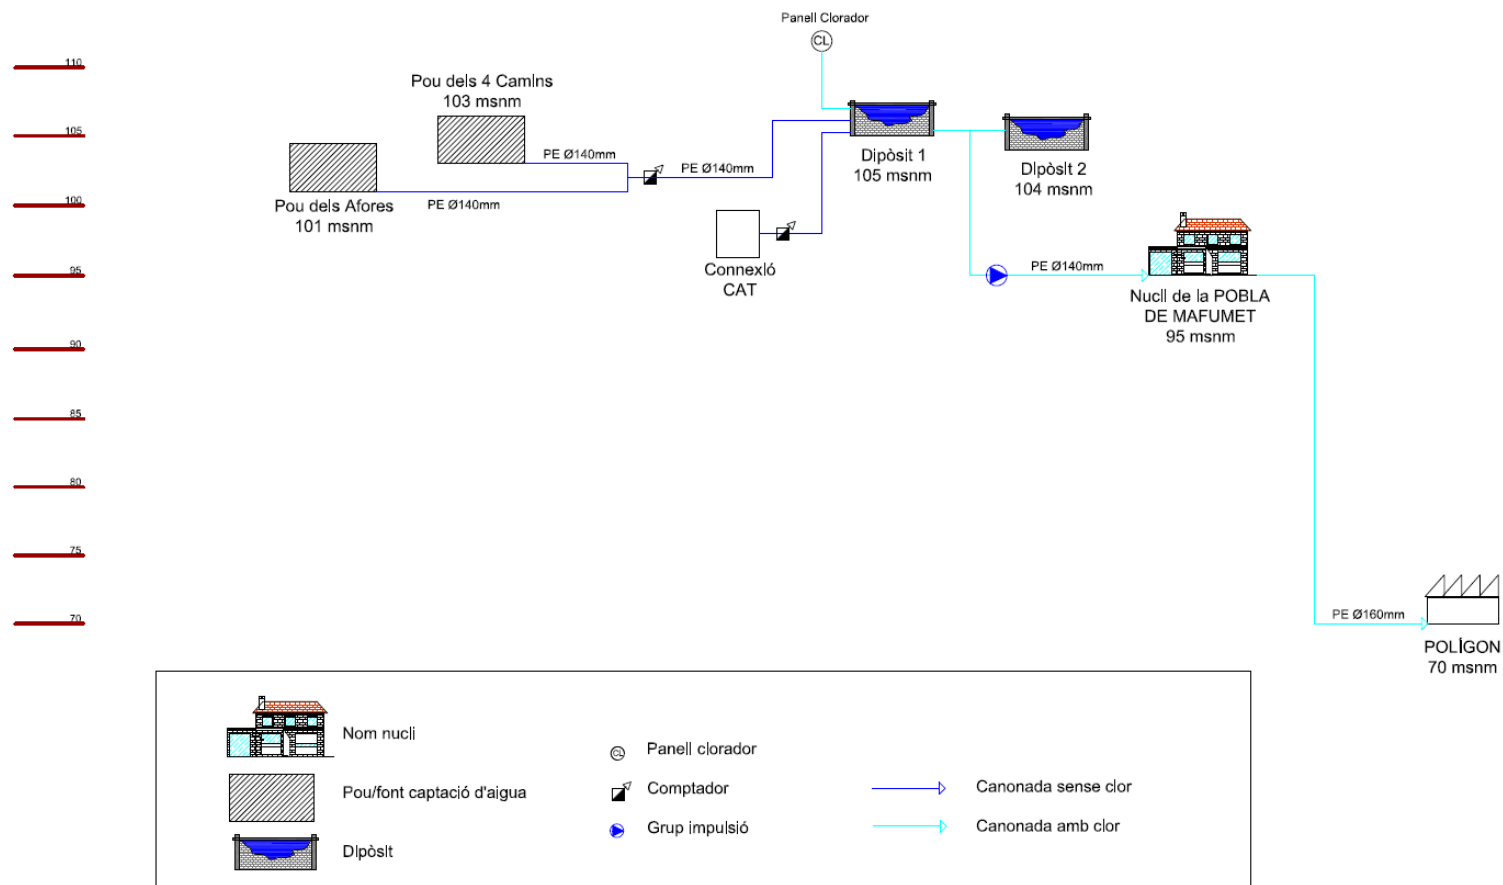 Panell Clorador
CL
110
105
100
95
90
85
80
75
70
Pou dels 4 Camins
103 msnm
Pou dels Afores
101 msnm
PE Ø140mm
PE Ø140mm
PE Ø140mm
Connexió
CAT
Dipòsit 1
105 msnm
Dipòsit 2
104 msnm
PE Ø140mm
Nucli de la POBLA
DE MAFUMET
95 msnm
PE Ø160mm
POLÍGON
70 msnm
Nom nucli
Pou/font captació d'aigua
Dipòsit
CL
Panell clorador
Comptador
Grup impulsió
Canonada sense clor
Canonada amb clor